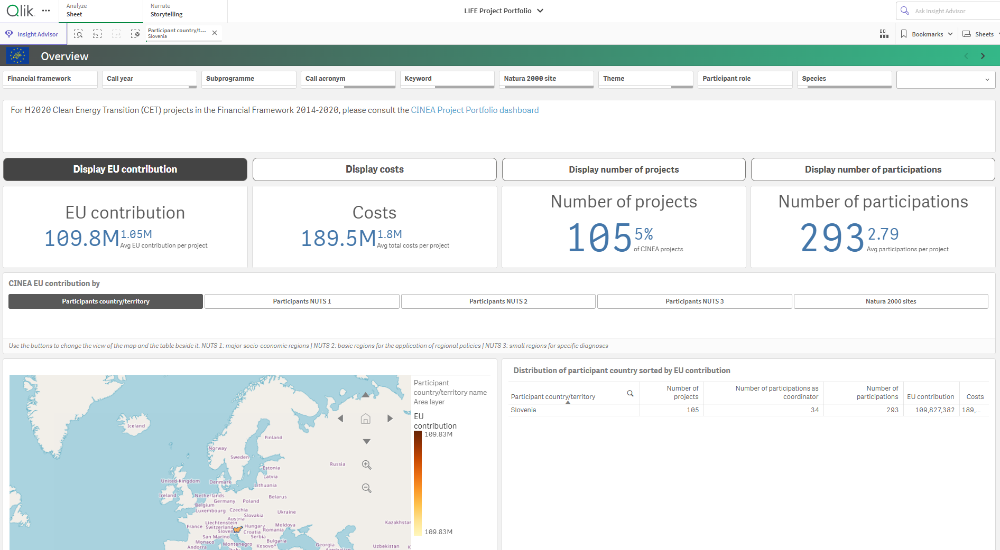 Qlik
Analyze
Sheet
Narrate
Storytelling
LIFE Project Portfolio
Ask Insight Advisor
Insight Advisor
Participant country/t...
Slovenia
Bookmarks
Sheets
Life
Overview
Financial framework
Call year
Subprogramme
Call acronym
Keyword
Natura 2000 site
Theme
Participant role
Species
For H2020 Clean Energy Transition (CET) projects in the Financial Framework 2014-2020, please consult the CINEA Project Portfolio dashboard
Display EU contribution
Display costs
Display number of projects
Display number of participations
EU contribution
109.8M
1.05M
Avg EU contribution per project
Costs
189.5M
1.8M
Avg total costs per project
Number of projects
105
5%
of CINEA projects
Number of participations
293
2.79
Avg participations per project
CINEA EU contribution by
Participants country/territory
Participants NUTS 1
Participants NUTS 2
Participants NUTS 3
Natura 2000 sites
Use the buttons to change the view of the map and the table beside it. NUTS 1: major socio-economic regions | NUTS 2: basic regions for the application of regional policies | NUTS 3: small regions for specific diagnoses
Iceland
Finland
Norway
Sweden
Russia
Estonia
Latvia
United Kingdom
Denmark
Lithuania
Ireland
Netherlands
Belarus
Germany
Poland
Belgium
Luxembourg
Czechia
Slovakia
Ukraine
Austria
Liechtenstein
Kazakhstan
France
Switzerland
Hungary
Moldova
Sloven
Croatia
Romania
San Marino
Serbia
Monaco
Montenegro
Bulgaria
Kosovo*
Georgia
Andorra
Italy
Azerbaijan
Uzbekistan
K
Participant
country/territory name
Area layer
EU
contribution
109.83M
109.83M
Distribution of participant country sorted by EU contribution
Participant country/territory
Number of
projects
Number of participations as
coordinator
Number of
participations
EU contribution
Costs
Slovenia
105
34
293
109,827,382
189,...